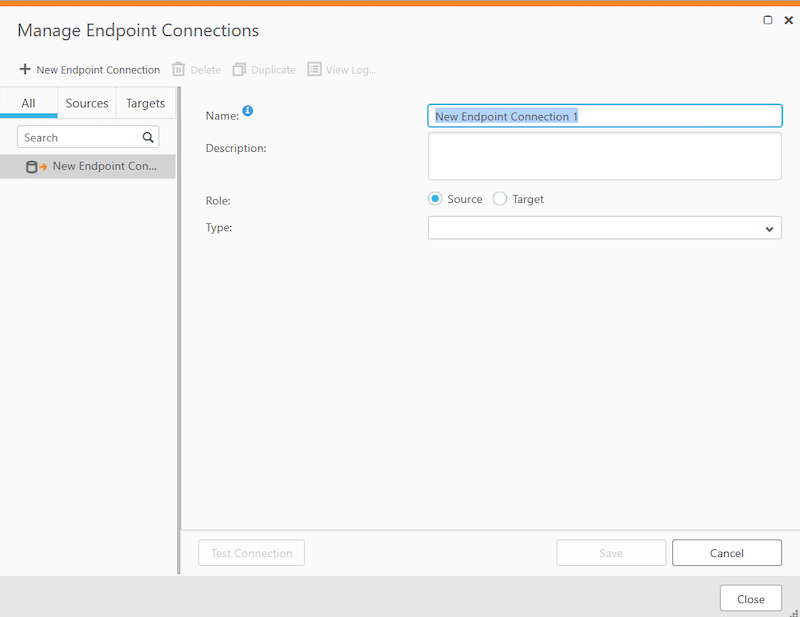 Manage Endpoint Connections
New Endpoint Connection Delete Duplicate View Log...
All Sources Targets
Search
New Endpoint Con...
Name:
New Endpoint Connection 1
Description:
Role:
Source Target
Type:
Test Connection Save Cancel
Close